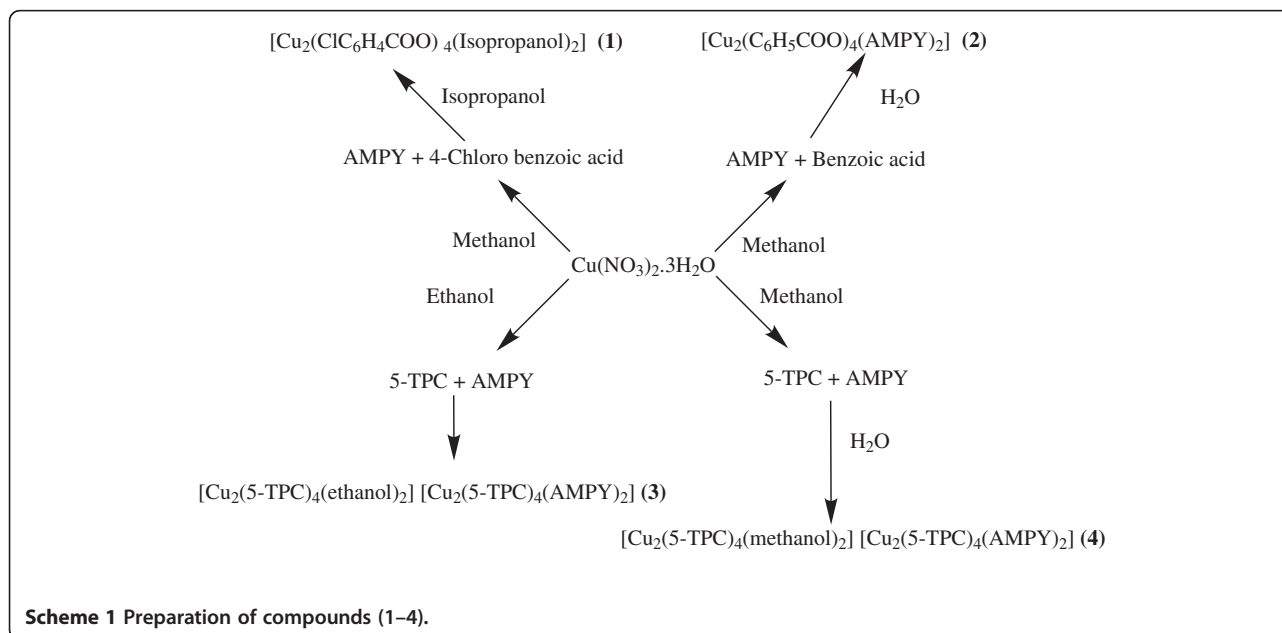 [Cu₂(ClC₆H₄COO) ₄(Isopropanol)₂] (1)
[Cu₂(C₆H₅COO)₄(AMPY)₂] (2)
Isopropanol
H₂O
AMPY + 4-Chloro benzoic acid
AMPY + Benzoic acid
Methanol
Methanol
Cu(NO₃)₂.3H₂O
Ethanol
Methanol
5-TPC + AMPY
5-TPC + AMPY
H₂O
[Cu₂(5-TPC)₄(ethanol)₂] [Cu₂(5-TPC)₄(AMPY)₂] (3)
[Cu₂(5-TPC)₄(methanol)₂] [Cu₂(5-TPC)₄(AMPY)₂] (4)
Scheme 1 Preparation of compounds (1–4).